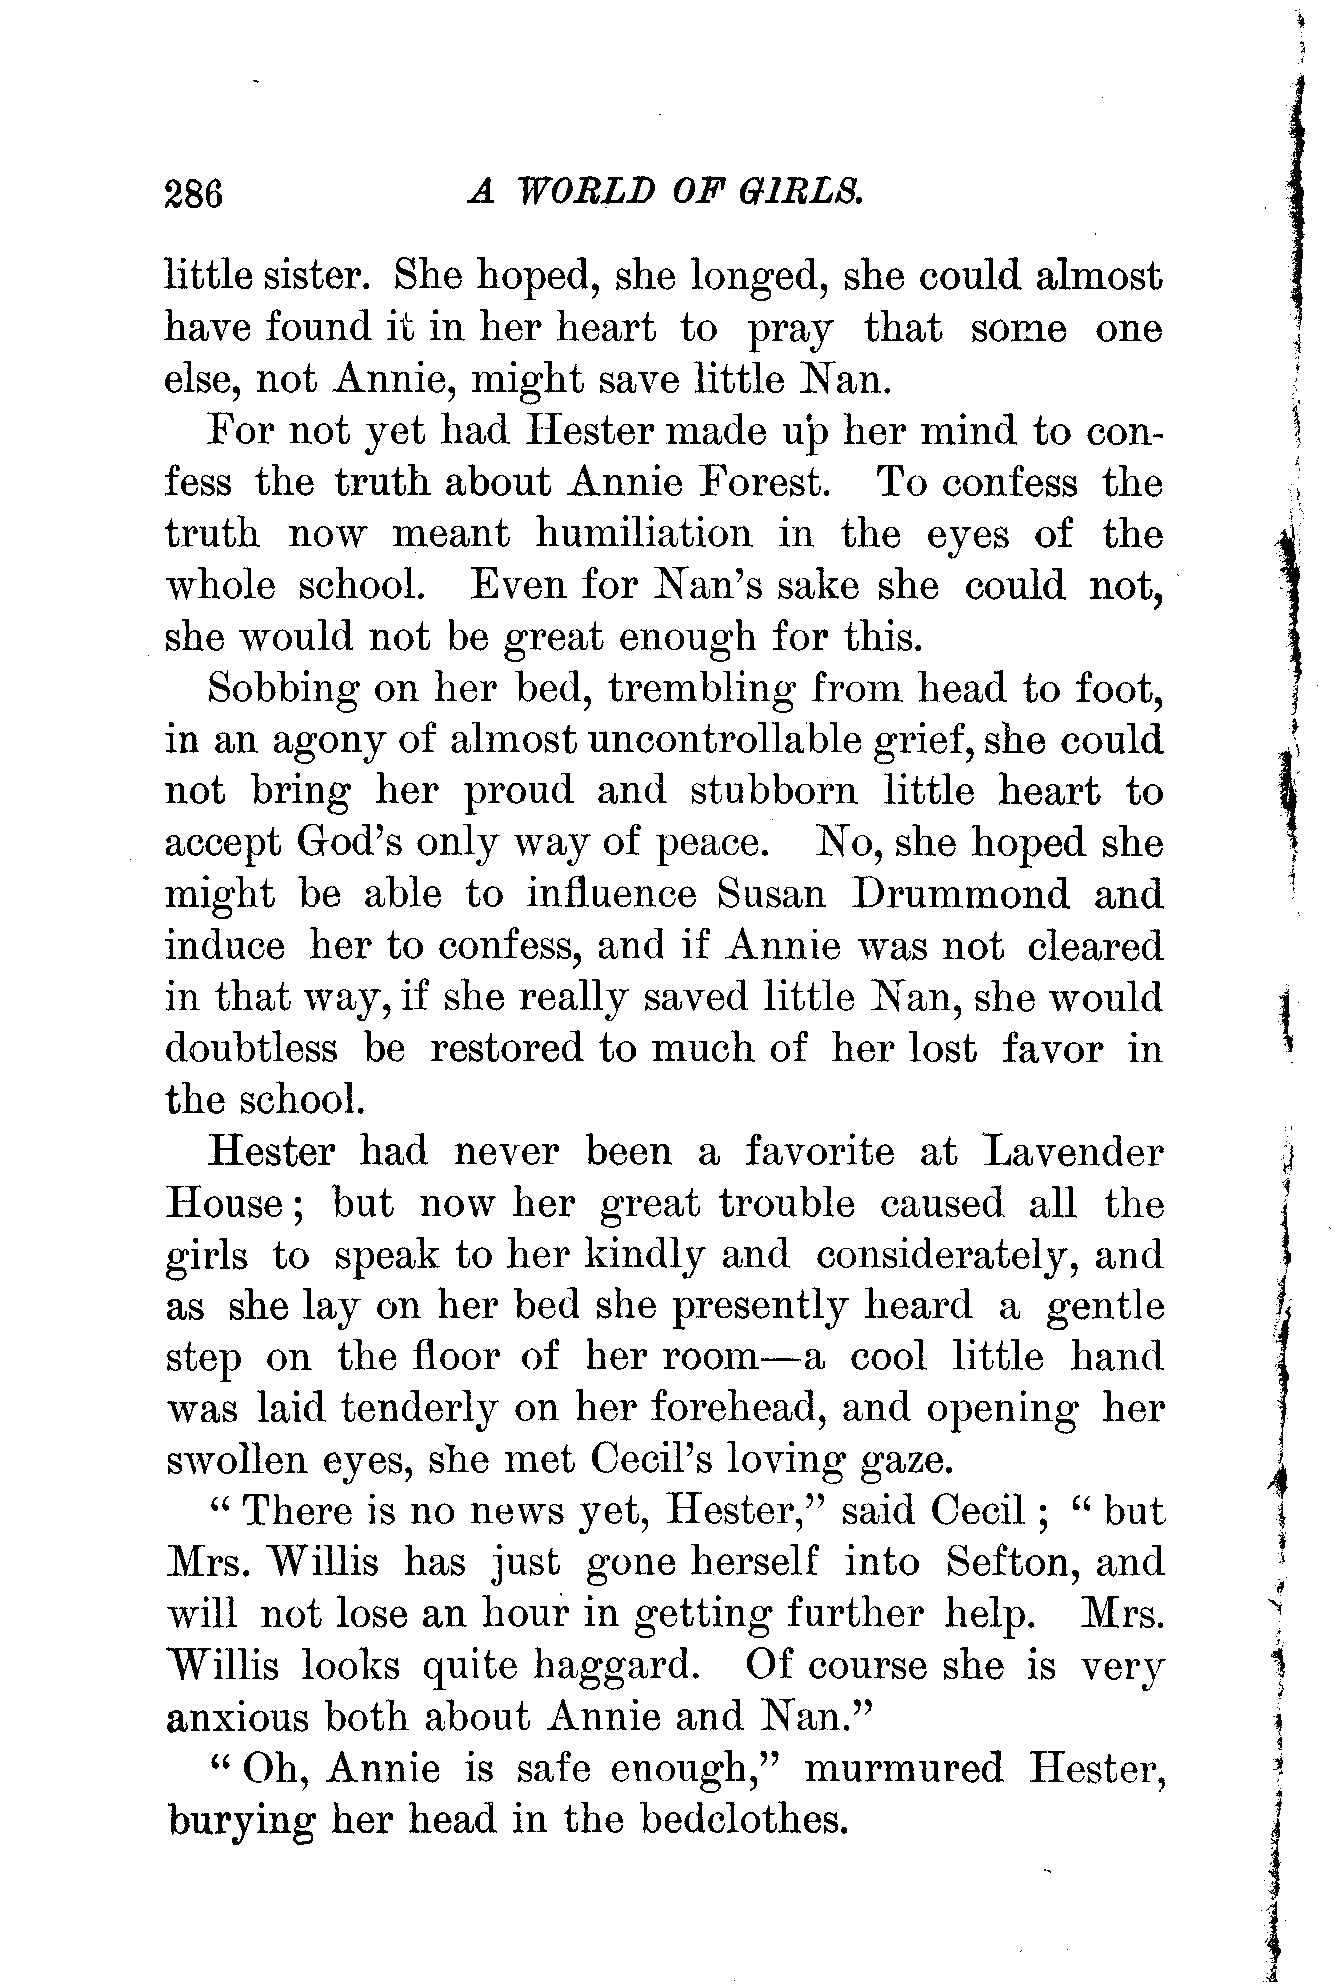 286 A WORLD OF GIRLS.
little sister. She hoped, she longed, she could almost
have found it in her heart to pray that some one
else, not Annie, might save little Nan.
For not yet had Hester made up her mind to con-
fess the truth about Annie Forest. To confess the
truth now meant humiliation in the eyes of the
whole school. Even for Nan's sake she could not,
she would not be great enough for this.
Sobbing on her bed, trembling from head to foot,
in an agony of almost uncontrollable grief, she could
not bring her proud and stubborn little heart to
accept God's only way of peace. No, she hoped she
might be able to influence Susan Drummond and
induce her to confess, and if Annie was not cleared
in that way, if she really saved little Nan, she would
doubtless be restored to much of her lost favor in
the school.
Hester had never been a favorite at Lavender
House; but now her great trouble caused all the
girls to speak to her kindly and considerately, and
as she lay on her bed she presently heard a gentle
step on the floor of her room—a cool little hand
was laid tenderly on her forehead, and opening her
swollen eyes, she met Cecil's loving gaze.
"There is no news yet, Hester," said Cecil; "but
Mrs. Willis has just gone herself into Sefton, and
will not lose an hour in getting further help. Mrs.
Willis looks quite haggard. Of course she is very
anxious both about Annie and Nan."
"Oh, Annie is safe enough," murmured Hester,
burying her head in the bedclothes.